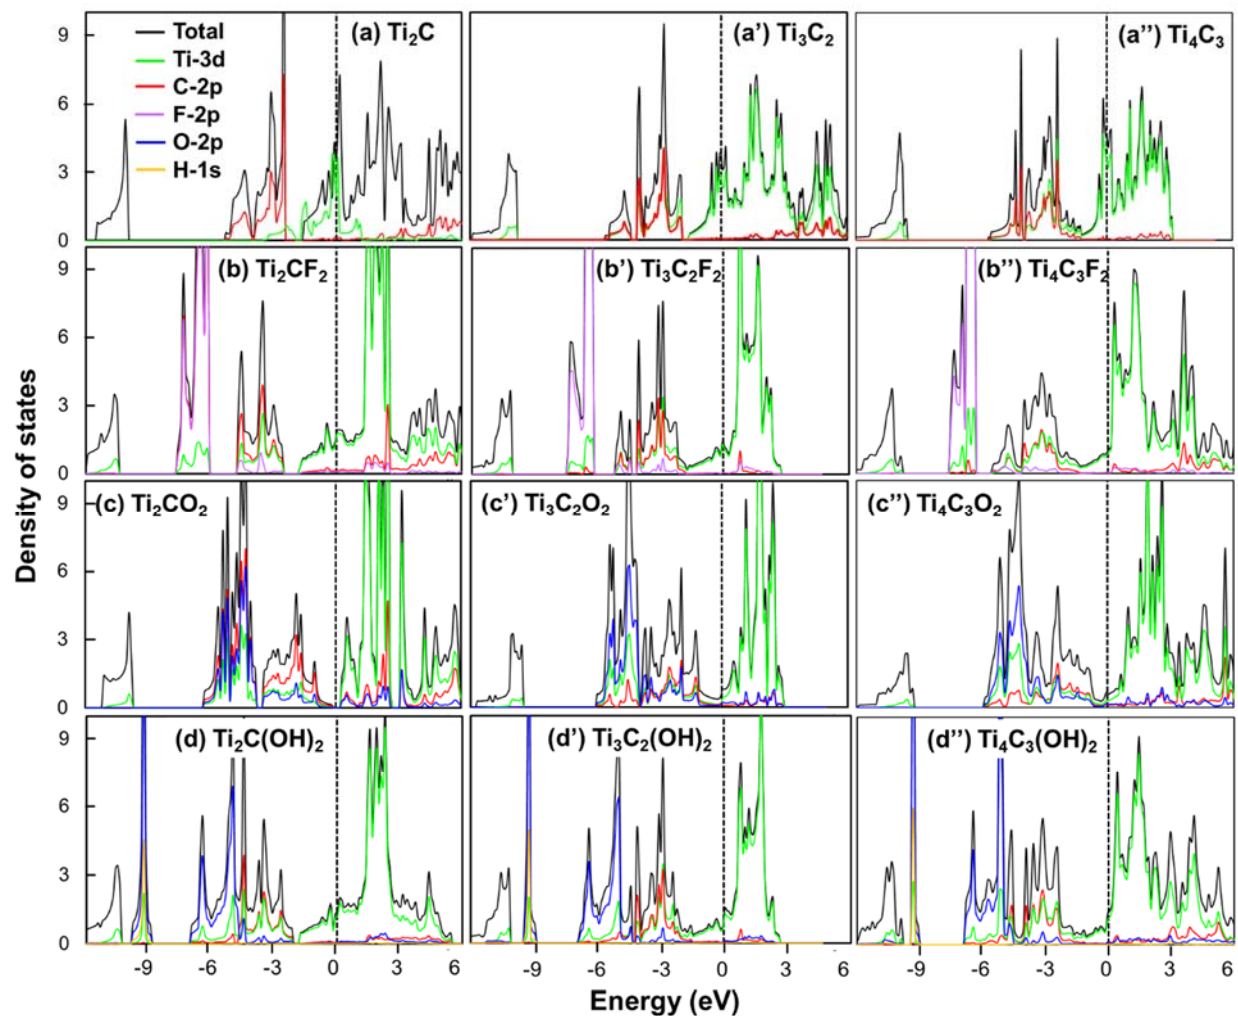 Total
Ti-3d
C-2p
F-2p
O-2p
H-1s
(a) Ti₂C
(a') Ti₃C₂
(a'') Ti₄C₃
9
6
3
0
(b) Ti₂CF₂
(b') Ti₃C₂F₂
(b'') Ti₄C₃F₂
9
6
3
0
(c) Ti₂CO₂
(c') Ti₃C₂O₂
(c'') Ti₄C₃O₂
9
6
3
0
(d) Ti₂C(OH)₂
(d') Ti₃C₂(OH)₂
(d'') Ti₄C₃(OH)₂
9
6
3
0
Density of states
-9 -6 -3 0 3 6
-9 -6 -3 0 3 6
-9 -6 -3 0 3 6
Energy (eV)